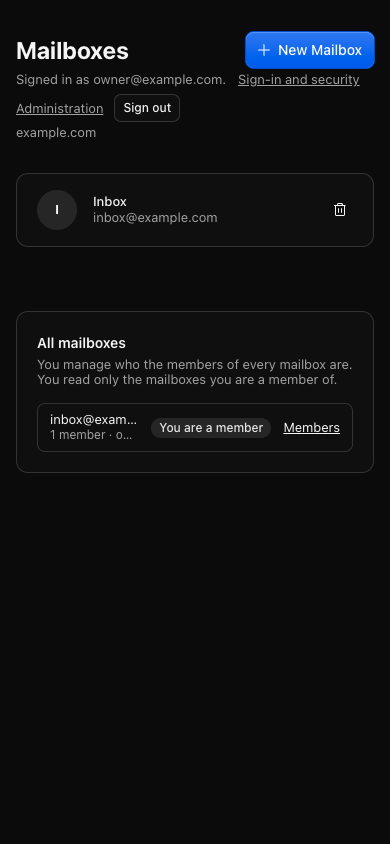 Mailboxes
New Mailbox
Signed in as owner@example.com. Sign-in and security
Administration Sign out
example.com
I
Inbox
inbox@example.com
All mailboxes
You manage who the members of every mailbox are.
You read only the mailboxes you are a member of.
inbox@exam...
1 member · o...
You are a member
Members